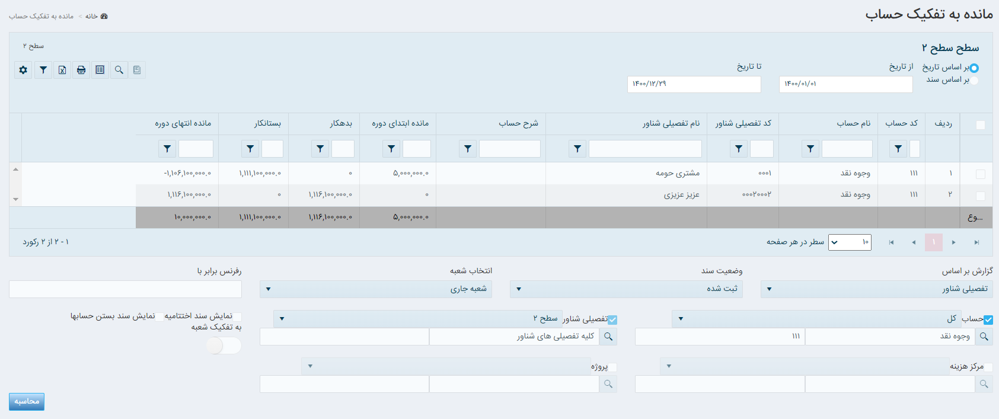 مانده به تفکیک حساب
خانه > مانده به تفکیک حساب
سطح سطح ۲
سطح ۲
بر اساس تاریخ
بر اساس سند
از تاریخ
۱۴۰۰/۰۱/۰۱
تا تاریخ
۱۴۰۰/۱۲/۲۹
ردیف کد حساب نام حساب کد تفصیلی شناور نام تفصیلی شناور شرح حساب مانده ابتدای دوره بدهکار بستانکار مانده انتهای دوره
۱ ۱۱۱ وجوه نقد ۰۰۰۱ مشتری حومه ۵,۰۰۰,۰۰۰.۰ ۰ ۱,۱۱۱,۱۰۰,۰۰۰.۰ -۱,۱۰۶,۱۰۰,۰۰۰.۰
۲ ۱۱۱ وجوه نقد ۰۰۰۲۰۰۰۲ عزیز عزیزی ۰ ۱,۱۱۶,۱۰۰,۰۰۰.۰ ۰ ۱,۱۱۶,۱۰۰,۰۰۰.۰
...وع ۵,۰۰۰,۰۰۰.۰ ۱,۱۱۶,۱۰۰,۰۰۰.۰ ۱,۱۱۱,۱۰۰,۰۰۰.۰ ۱۰,۰۰۰,۰۰۰.۰
۱ ۱۰ سطر در هر صفحه ۱ - ۲ از ۲ رکورد
گزارش بر اساس وضعیت سند انتخاب شعبه رفرنس برابر با
تفصیلی شناور ثبت شده شعبه جاری
حساب کل تفصیلی شناور سطح ۲ نمایش سند اختتامیه نمایش سند بستن حسابها
به تفکیک شعبه
وجوه نقد ۱۱۱ کلیه تفصیلی های شناور
مرکز هزینه پروژه
محاسبه